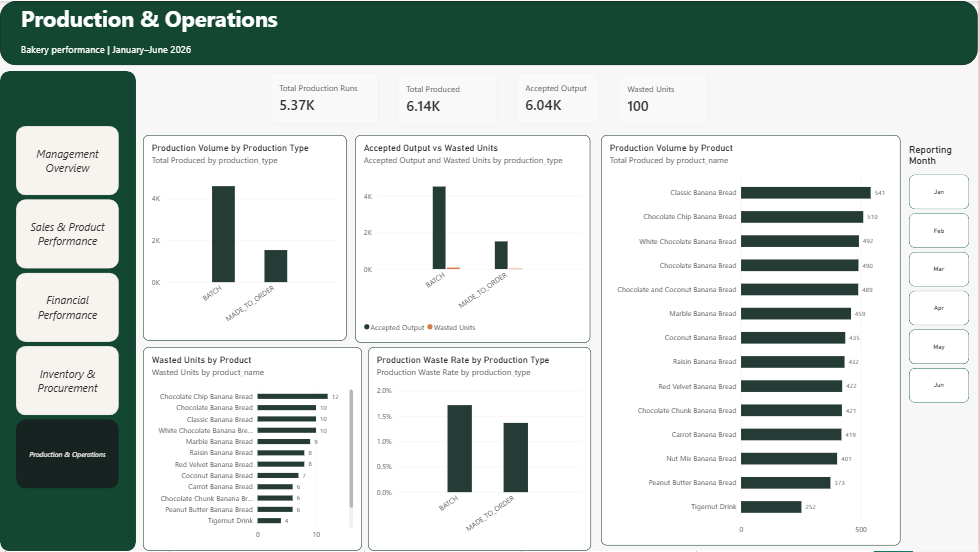 Production & Operations
Bakery performance | January–June 2026
Management
Overview
Sales & Product
Performance
Financial
Performance
Inventory &
Procurement
Production & Operations
Total Production Runs
5.37K
Total Produced
6.14K
Accepted Output
6.04K
Wasted Units
100
Production Volume by Production Type
Total Produced by production_type
4K
2K
0K
BATCH
MADE_TO_ORDER
Accepted Output vs Wasted Units
Accepted Output and Wasted Units by production_type
4K
2K
0K
BATCH
MADE_TO_ORDER
Accepted Output
Wasted Units
Production Volume by Product
Total Produced by product_name
Classic Banana Bread 541
Chocolate Chip Banana Bread 510
White Chocolate Banana Bread 492
Chocolate Banana Bread 490
Chocolate and Coconut Banana Bread 489
Marble Banana Bread 459
Coconut Banana Bread 435
Raisin Banana Bread 432
Red Velvet Banana Bread 422
Chocolate Chunk Banana Bread 421
Carrot Banana Bread 419
Nut Mix Banana Bread 401
Peanut Butter Banana Bread 373
Tigernut Drink 252
0 500
Reporting
Month
Jan
Feb
Mar
Apr
May
Jun
Wasted Units by Product
Wasted Units by product_name
Chocolate Chip Banana Bread 12
Chocolate Banana Bread 10
Classic Banana Bread 10
White Chocolate Banana Bre... 10
Marble Banana Bread 9
Raisin Banana Bread 8
Red Velvet Banana Bread 8
Coconut Banana Bread 7
Carrot Banana Bread 6
Chocolate Chunk Banana Br... 6
Peanut Butter Banana Bread 6
Tigernut Drink 4
0 10
Production Waste Rate by Production Type
Production Waste Rate by production_type
2.0%
1.5%
1.0%
0.5%
0.0%
BATCH
MADE_TO_ORDER